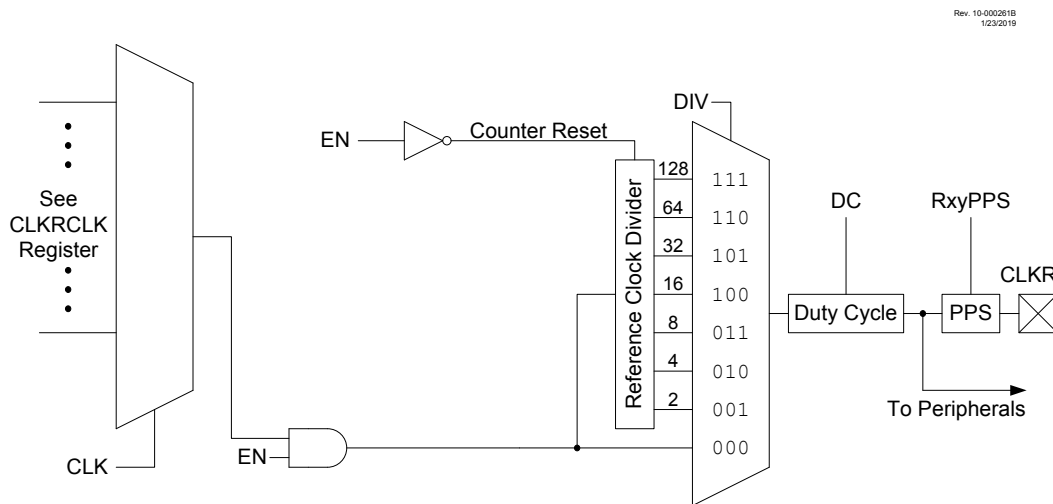 Rev. 10-000261B
1/23/2019
See
CLKRCLK
Register
CLK
EN
EN
Counter Reset
Reference Clock Divider
128
64
32
16
8
4
2
DIV
111
110
101
100
011
010
001
000
DC
Duty Cycle
RxyPPS
PPS
CLKR
To Peripherals